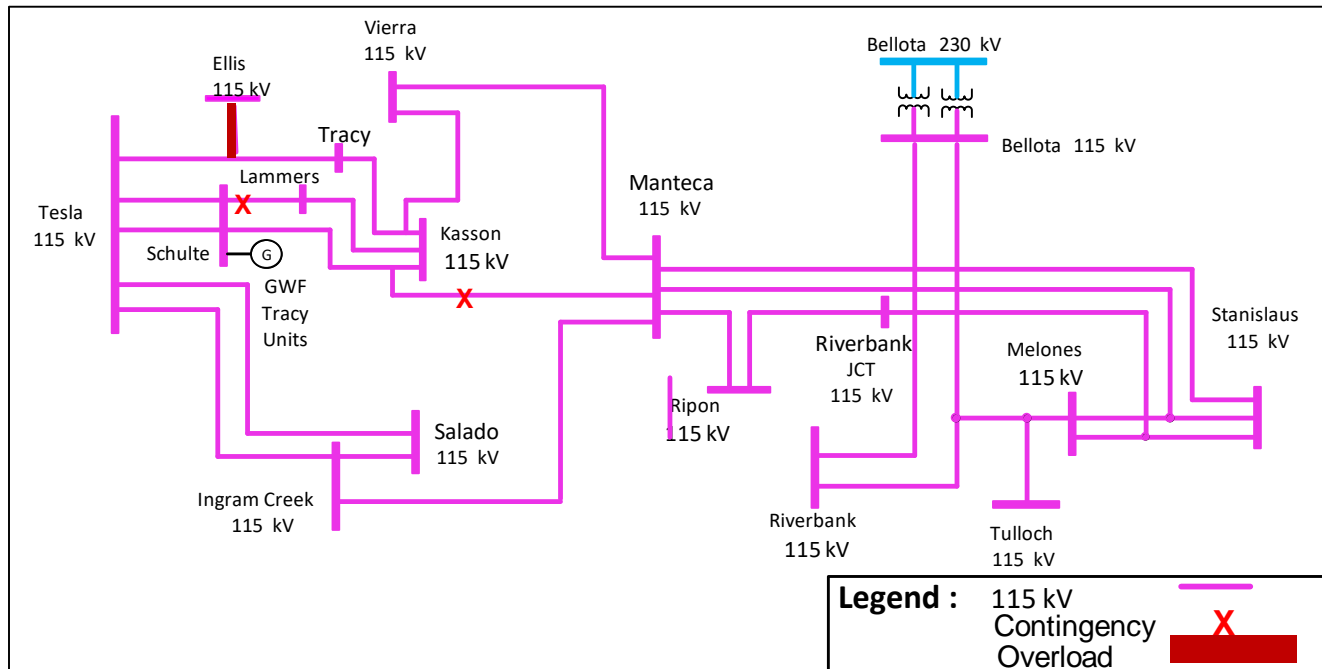 Vierra
115 kV
Bellota 230 kV
Ellis
115 kV
Tracy
Bellota 115 kV
Lammers
Manteca
115 kV
Tesla
115 kV
Kasson
115 kV
Schulte
G
GWF
Tracy
Units
X
X
Stanislaus
115 kV
Riverbank
JCT
115 kV
Melones
115 kV
Ripon
115 kV
Salado
115 kV
Ingram Creek
115 kV
Riverbank
115 kV
Tulloch
115 kV
Legend :
115 kV
Contingency X
Overload